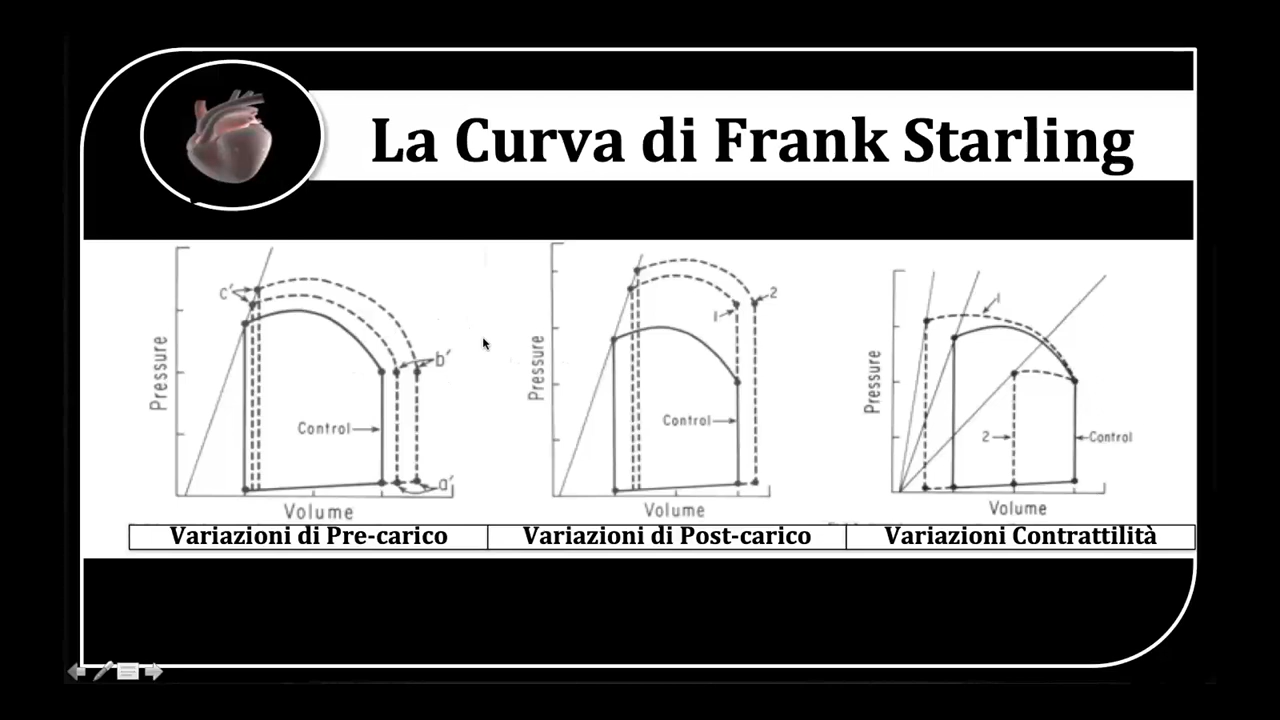 La Curva di Frank Starling
c'
b'
Control
a'
Pressure
Volume
2
1
Control
Pressure
Volume
1
2
Control
Pressure
Volume
Variazioni di Pre-carico
Variazioni di Post-carico
Variazioni Contrattilità